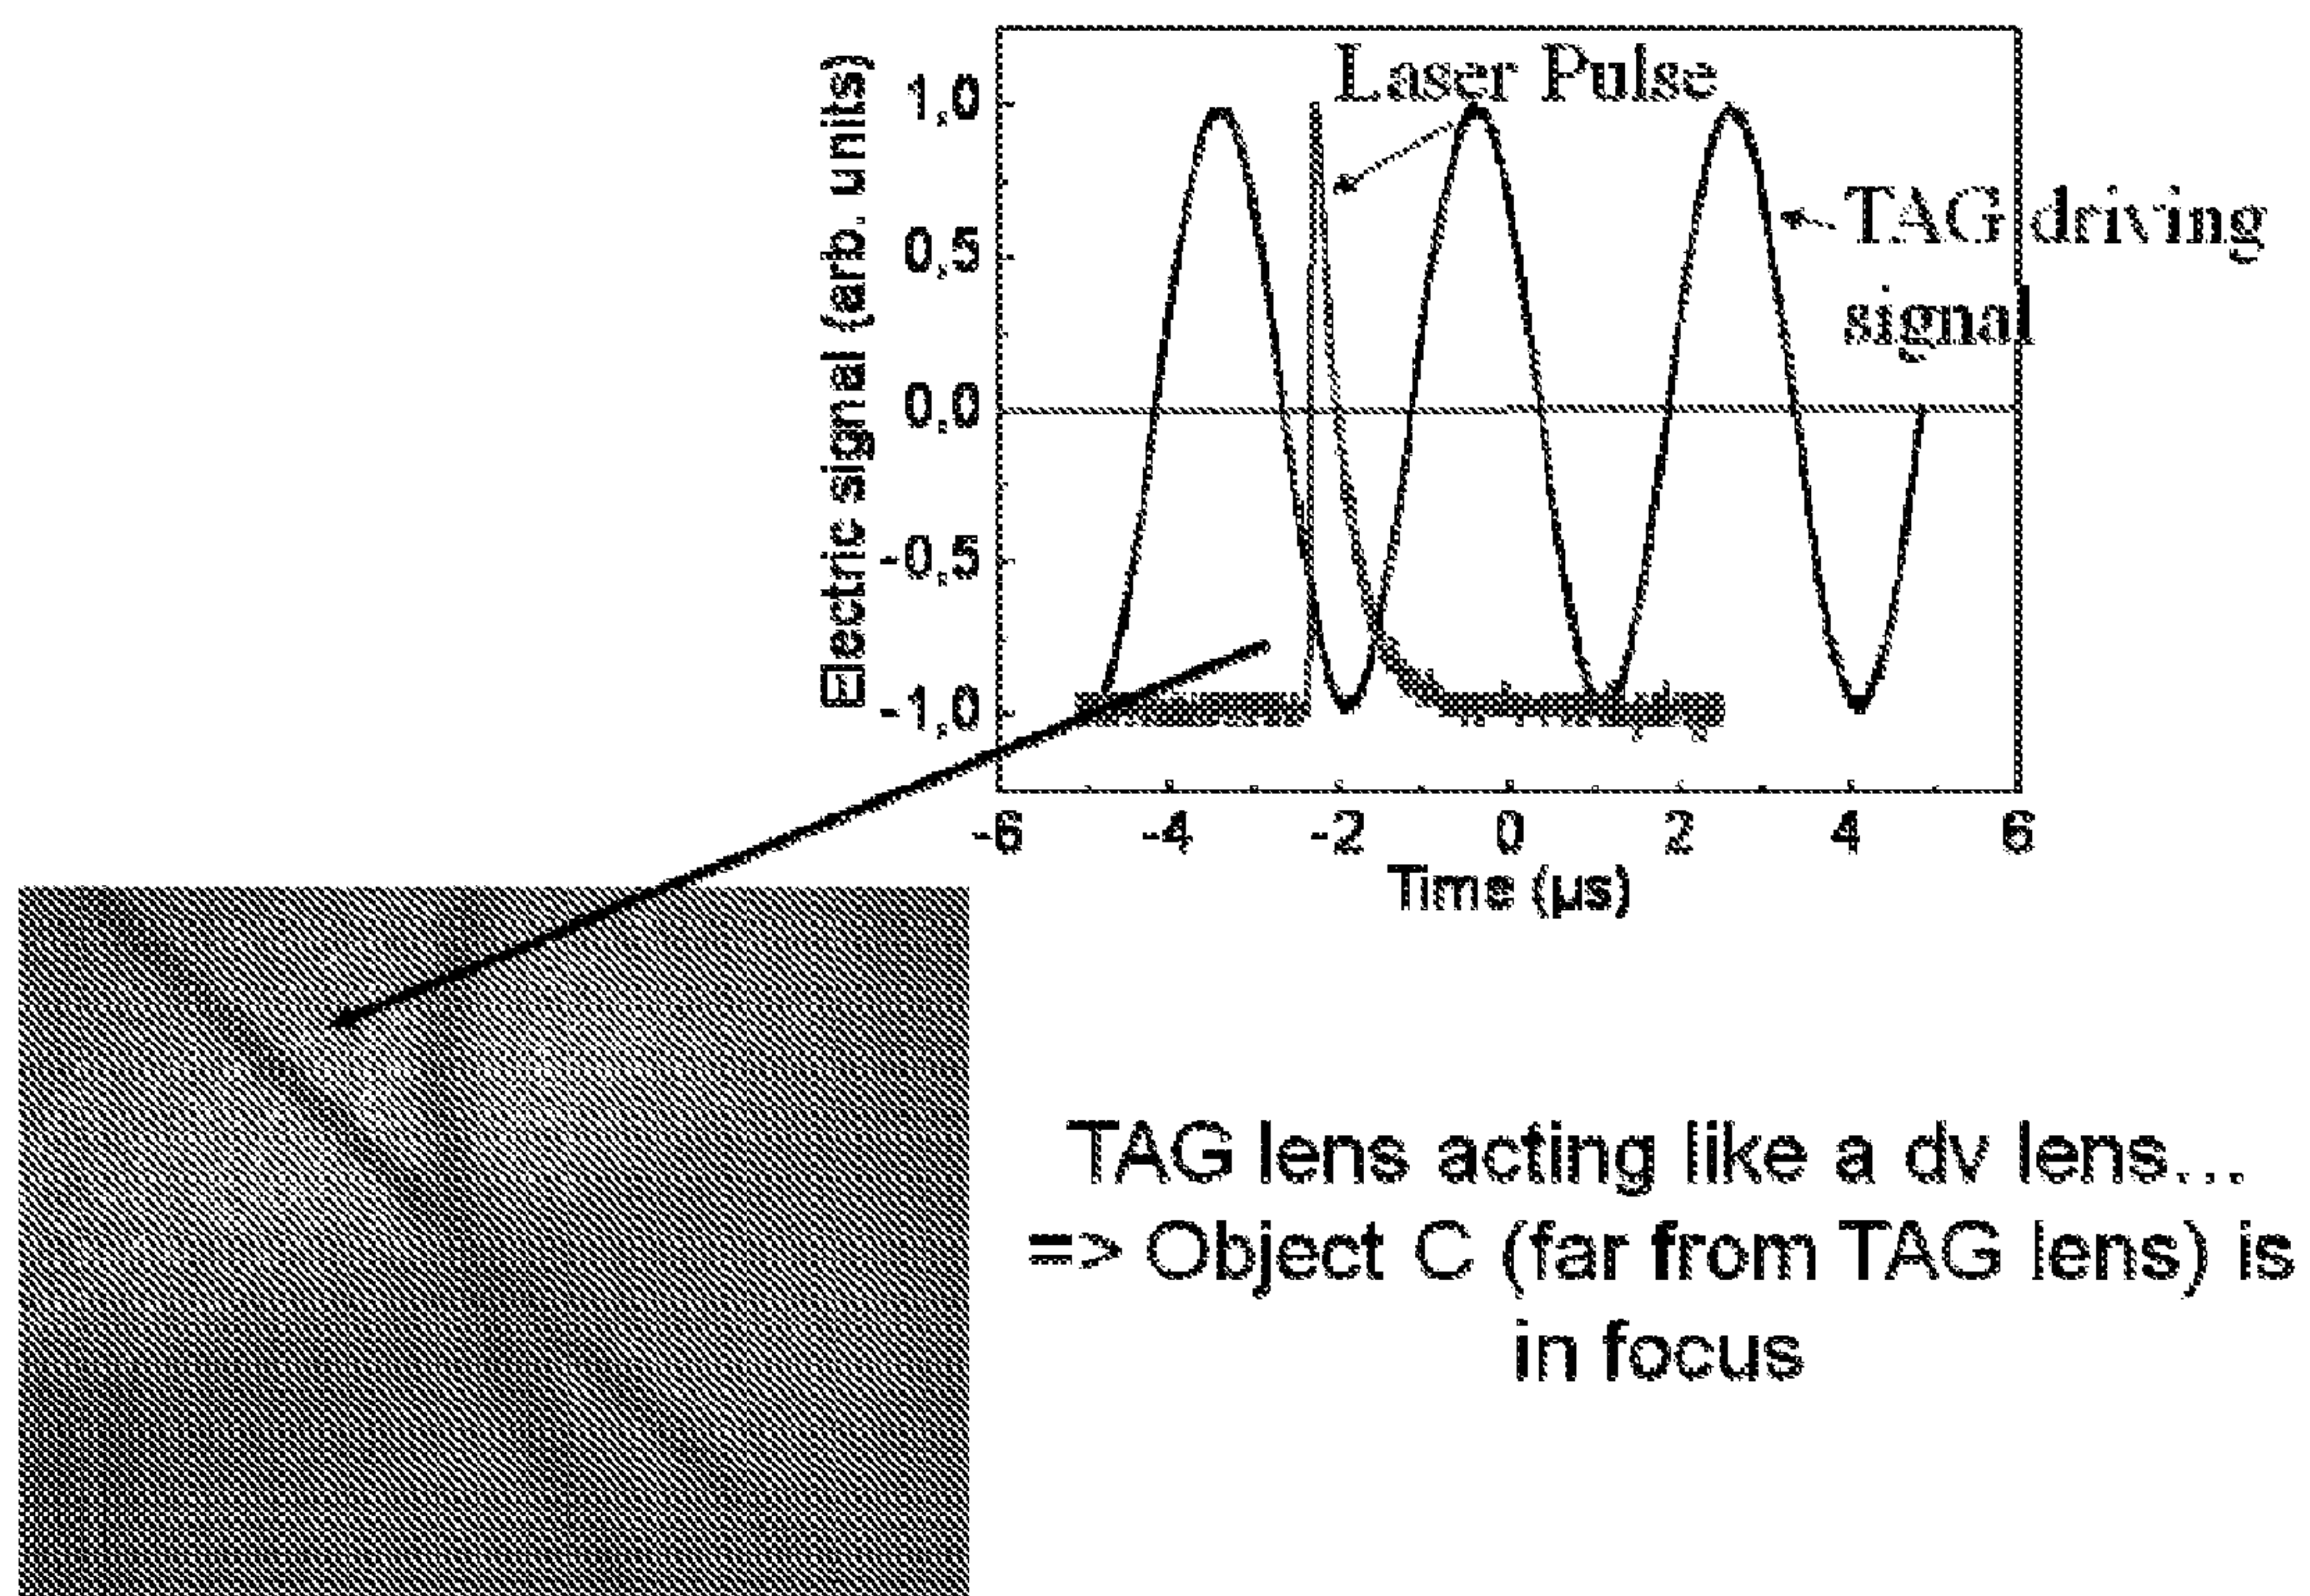 Laser Pulse
TAG driving
signal
Electric signal (arb. units)
1,0
0,5
0,0
-0,5
-1,0
-6 -4 -2 0 2 4 6
Time (µs)
TAG lens acting like a dv lens...
=> Object C (far from TAG lens) is
in focus